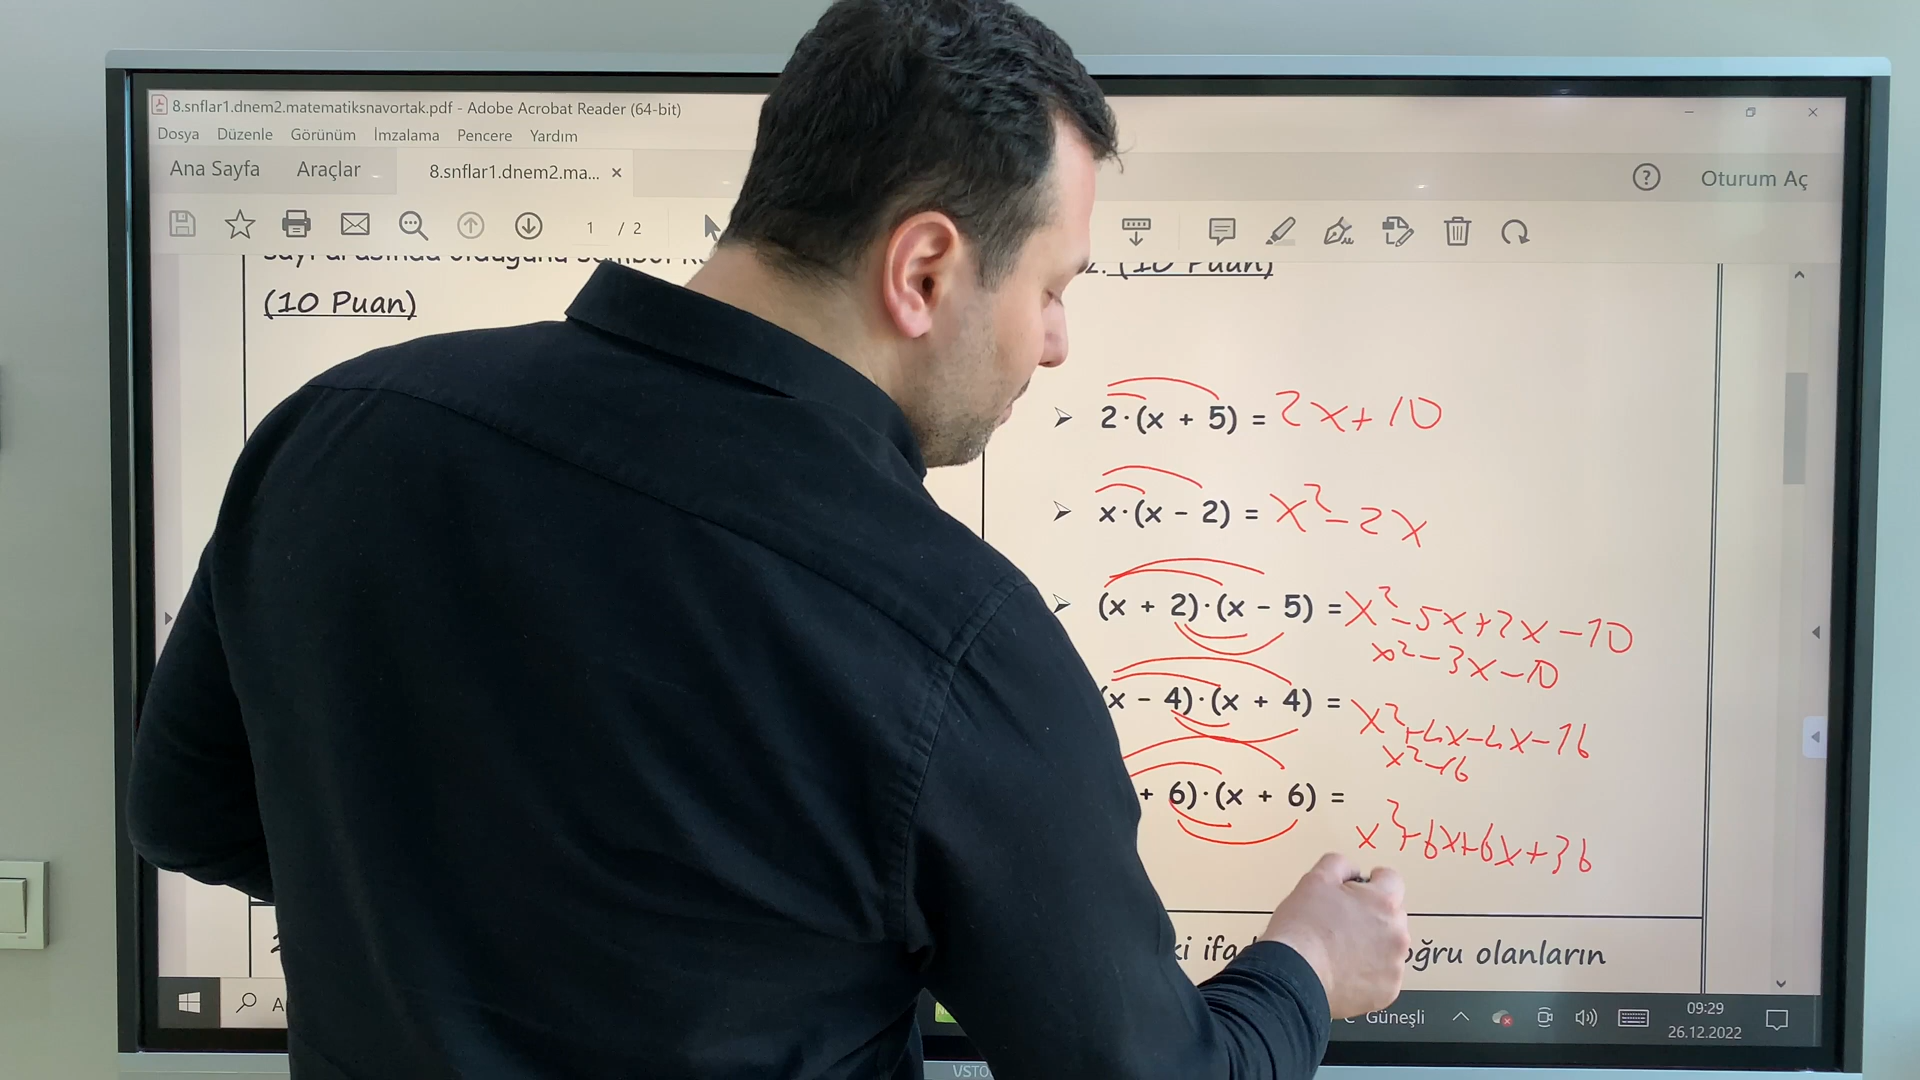 8.snflar1.dnem2.matematiksnavortak.pdf - Adobe Acrobat Reader (64-bit)
Dosya Düzenle Görünüm İmzalama Pencere Yardım
Ana Sayfa Araçlar 8.snflar1.dnem2.ma... × Oturum Aç
1 / 2
(10 Puan)
2. (10 Puan)
2·(x + 5) = 2x+10
x·(x - 2) = x²-2x
(x + 2)·(x - 5) = x²-5x+2x-10
x²-3x-10
(x - 4)·(x + 4) = x²+4x-4x-16
x²-16
+ 6)·(x + 6) =
x²+6x+6x+36
olanların
Güneşli
09:29
26.12.2022